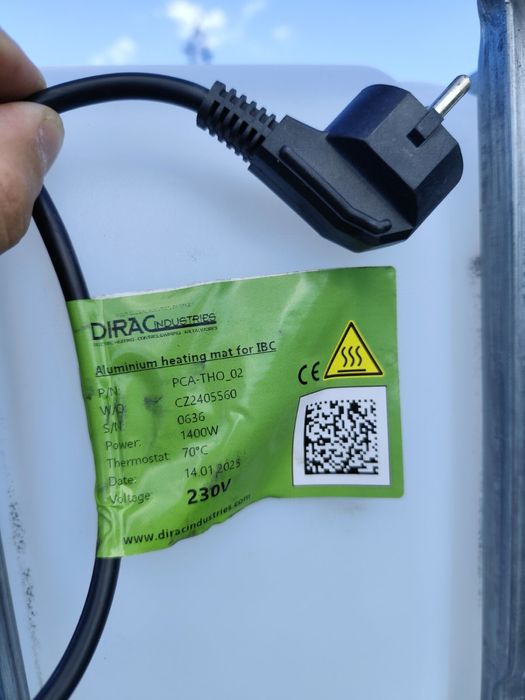 DIRAC INDUSTRIES
Aluminium heating mat for IBC
P/N: PCA-THO_02
W/O: CZ2405560
S/N: 0636
Power: 1400W
Thermostat: 70°C
Date: 14.01.2025
Voltage: 230V
CE
www.diracindustries.com